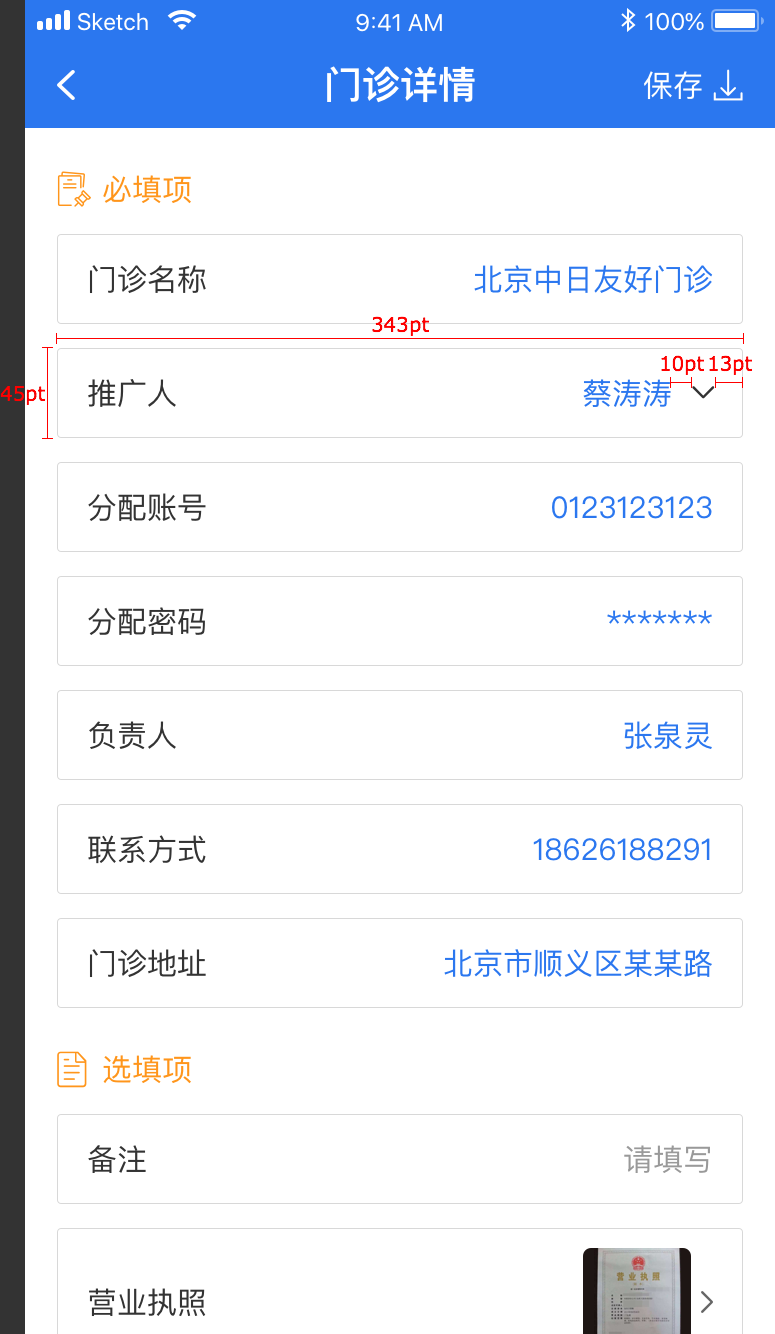 Sketch 9:41 AM 100%
门诊详情 保存
必填项
门诊名称 北京中日友好门诊
343pt
10pt 13pt
45pt 推广人 蔡涛涛
分配账号 0123123123
分配密码 *******
负责人 张泉灵
联系方式 18626188291
门诊地址 北京市顺义区某某路
选填项
备注 请填写
营业执照
营业执照